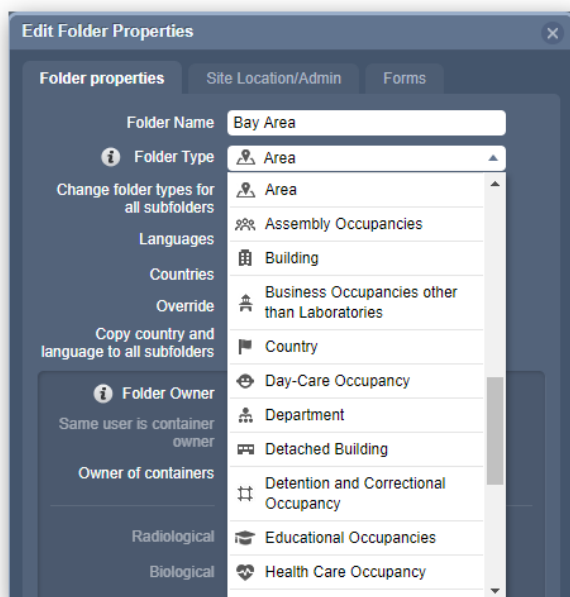 Edit Folder Properties
Folder properties
Site Location/Admin
Forms
Folder Name
Bay Area
Folder Type
Area
Change folder types for
all subfolders
Languages
Countries
Override
Copy country and
language to all subfolders
Folder Owner
Same user is container
owner
Owner of containers
Radiological
Biological
Area
Assembly Occupancies
Building
Business Occupancies other
than Laboratories
Country
Day-Care Occupancy
Department
Detached Building
Detention and Correctional
Occupancy
Educational Occupancies
Health Care Occupancy